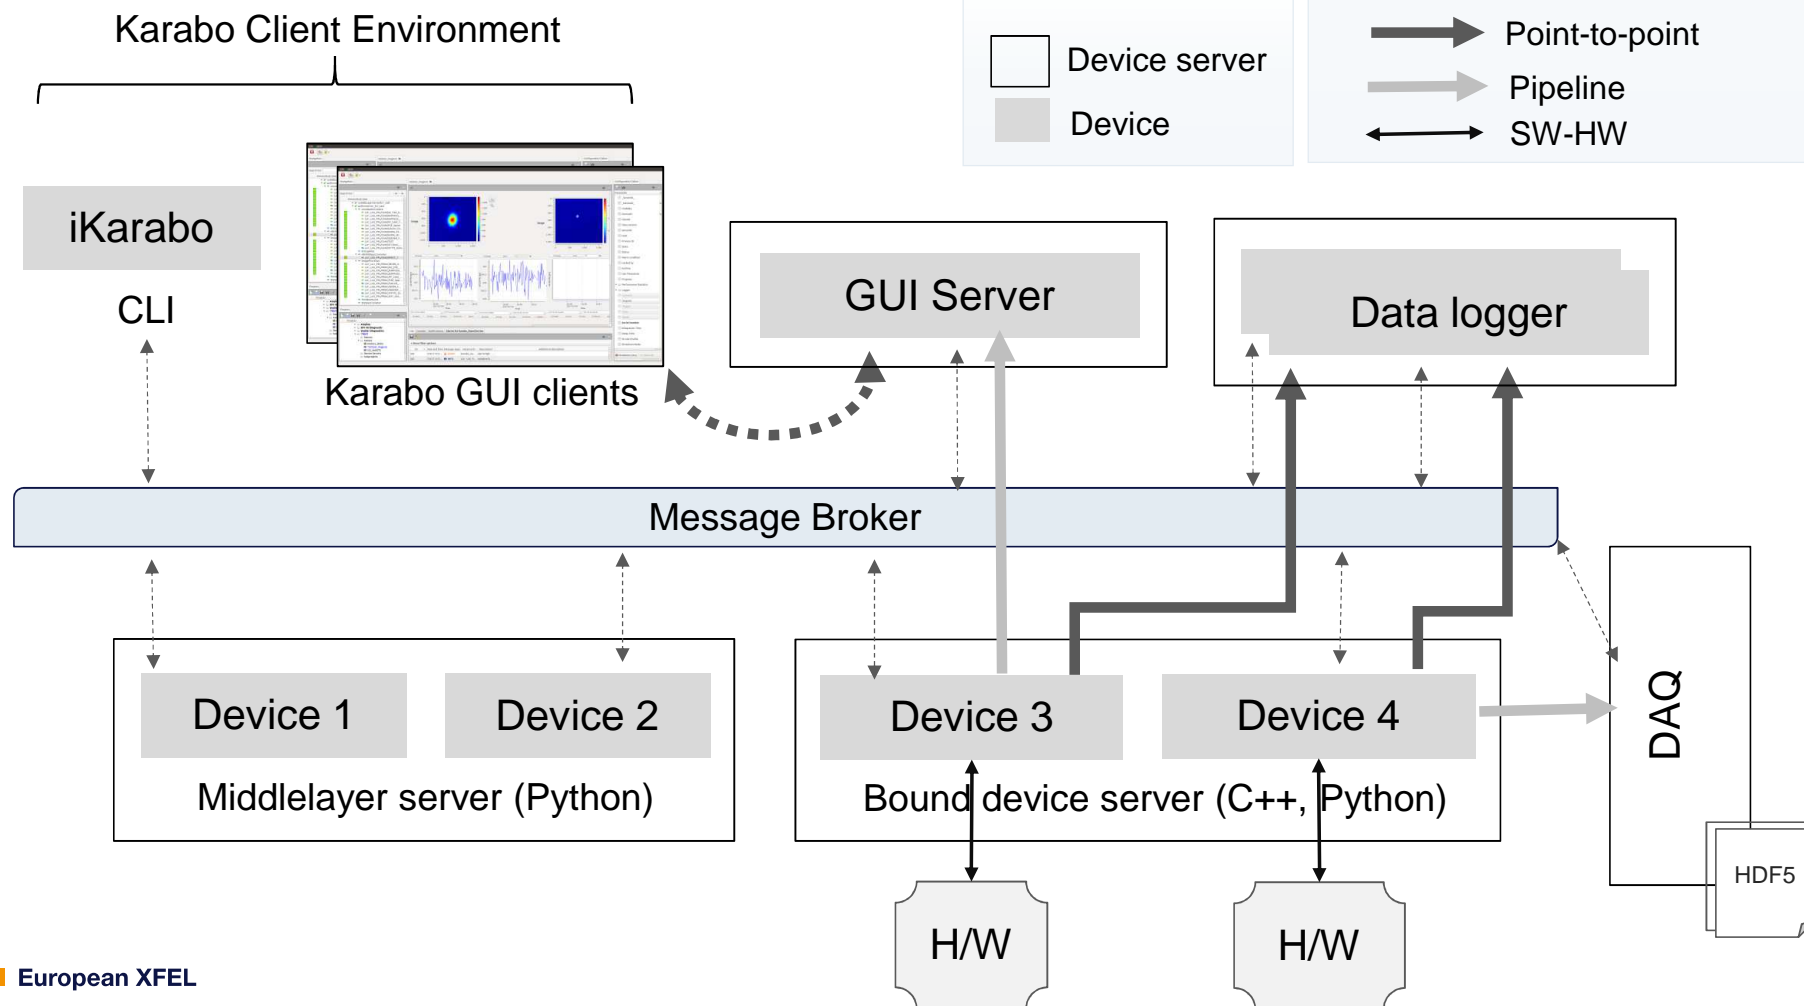 Karabo Client Environment
Device server
Device
Point-to-point
Pipeline
SW-HW
iKarabo
CLI
Karabo GUI clients
GUI Server
Data logger
Message Broker
Device 1
Device 2
Middlelayer server (Python)
Device 3
Device 4
Bound device server (C++, Python)
DAQ
HDF5
H/W
H/W
European XFEL